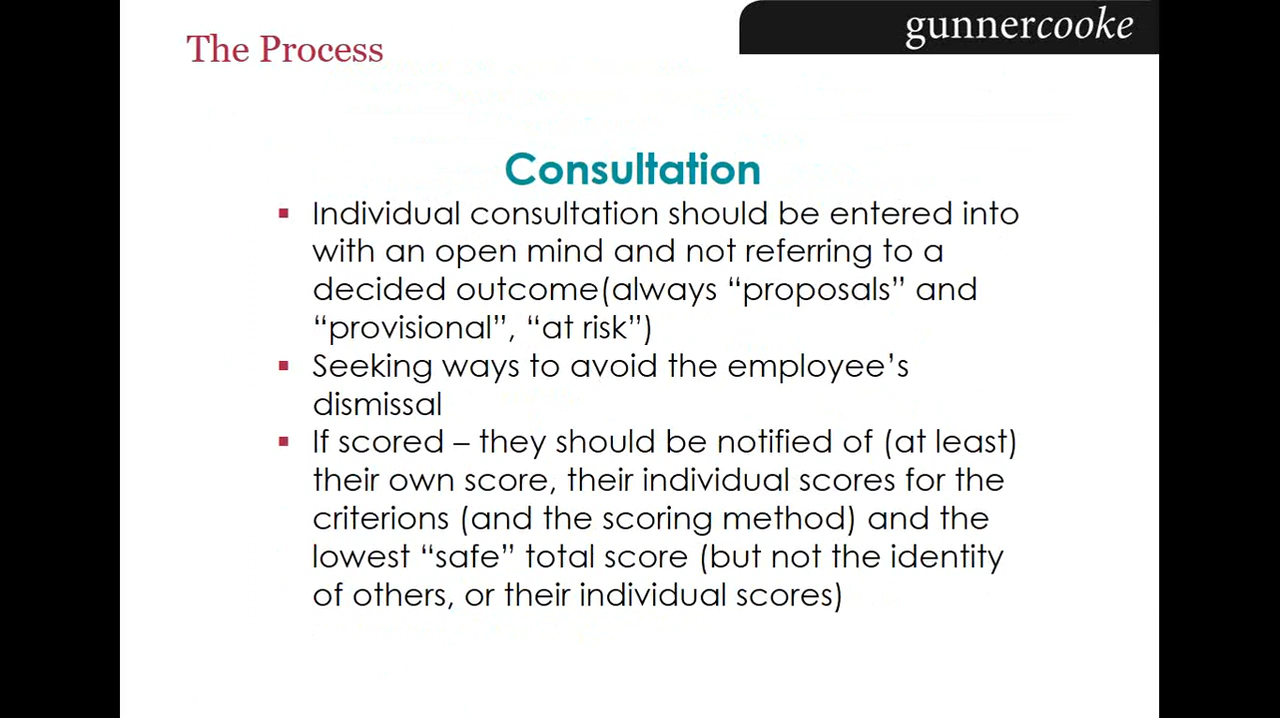 The Process
gunnercooke
Consultation
▪ Individual consultation should be entered into
with an open mind and not referring to a
decided outcome(always “proposals” and
“provisional”, “at risk”)
▪ Seeking ways to avoid the employee’s
dismissal
▪ If scored – they should be notified of (at least)
their own score, their individual scores for the
criterions (and the scoring method) and the
lowest “safe” total score (but not the identity
of others, or their individual scores)